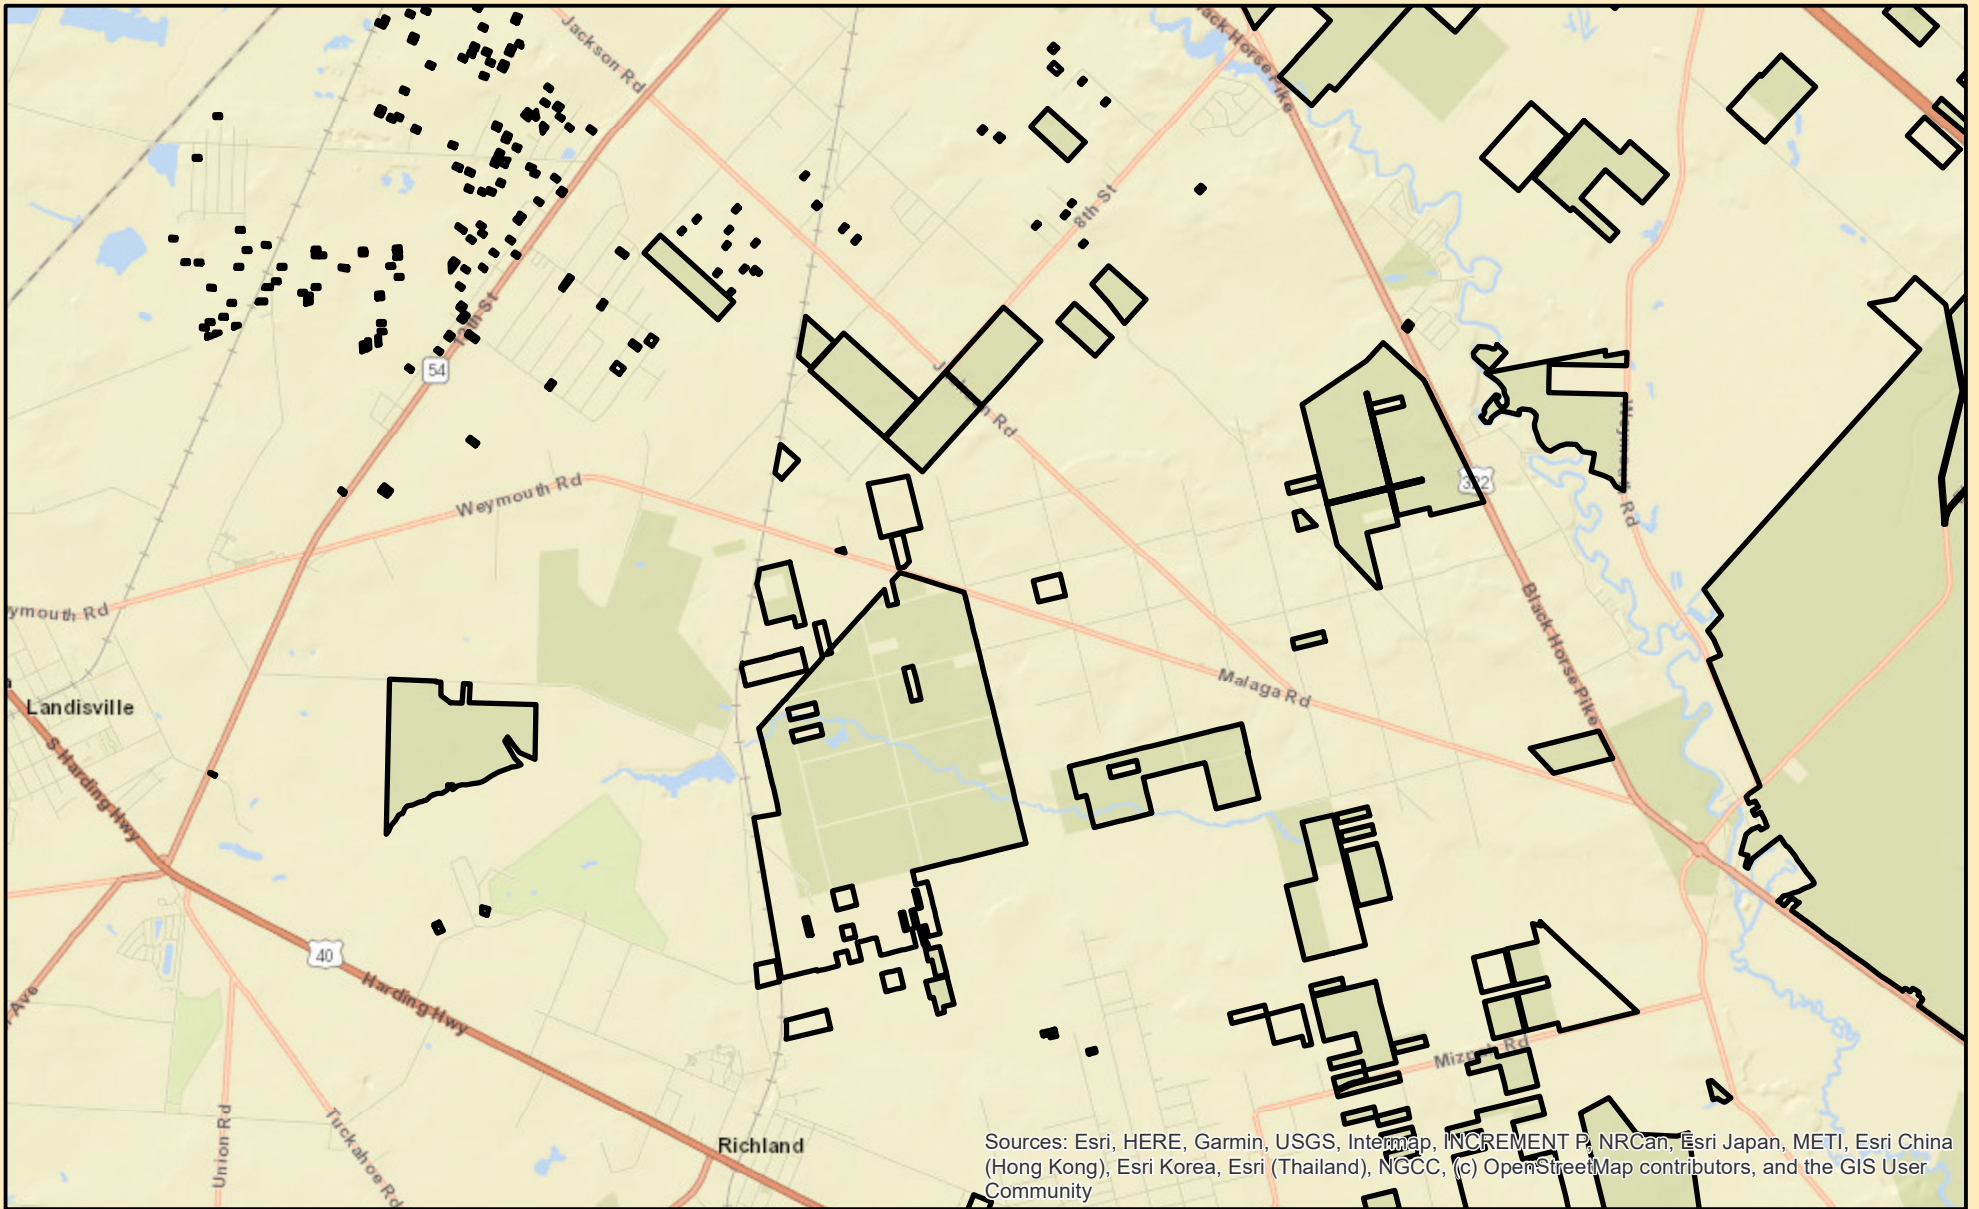 Jackson Rd
Black Horse Pike
8th St
54
Jackson Rd
Weymouth Rd
322
Weymouth Rd
Weymouth Rd
Black Horse Pike
Landisville
Malaga Rd
S Harding Hwy
40
Harding Hwy
Mizpah Rd
Union Rd
Tuckahoe Rd
Richland
Sources: Esri, HERE, Garmin, USGS, Intermap, INCREMENT P, NRCan, Esri Japan, METI, Esri China
(Hong Kong), Esri Korea, Esri (Thailand), NGCC, (c) OpenStreetMap contributors, and the GIS User
Community